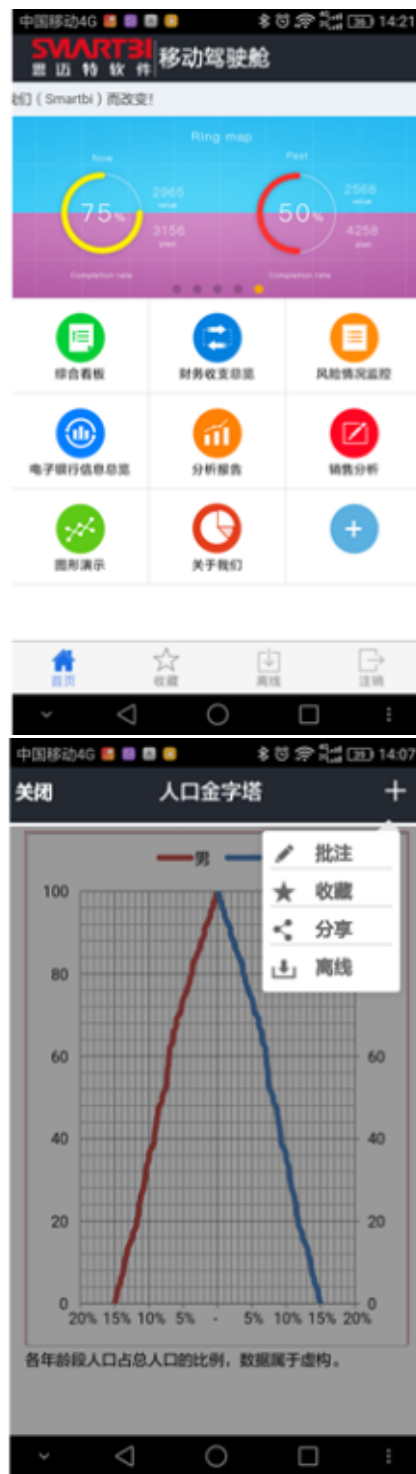 中国移动4G 36 14:21
SMARTBI
思迈特软件 移动驾驶舱
我们（Smartbi）而改变!
Ring map
Now Past
75% 2965 value 3156 plan
50% 2568 value 4258 plan
Completion rate Completion rate
综合看板 财务收支总览 风险情况监控
电子银行信息总览 分析报告 销售分析
图形演示 关于我们
首页 收藏 离线 注销
中国移动4G 39 14:07
关闭 人口金字塔 +
男
批注
收藏
分享
离线
100
80
60 60
40 40
20 20
0 0
20% 15% 10% 5% - 5% 10% 15% 20%
各年龄段人口占总人口的比例，数据属于虚构。